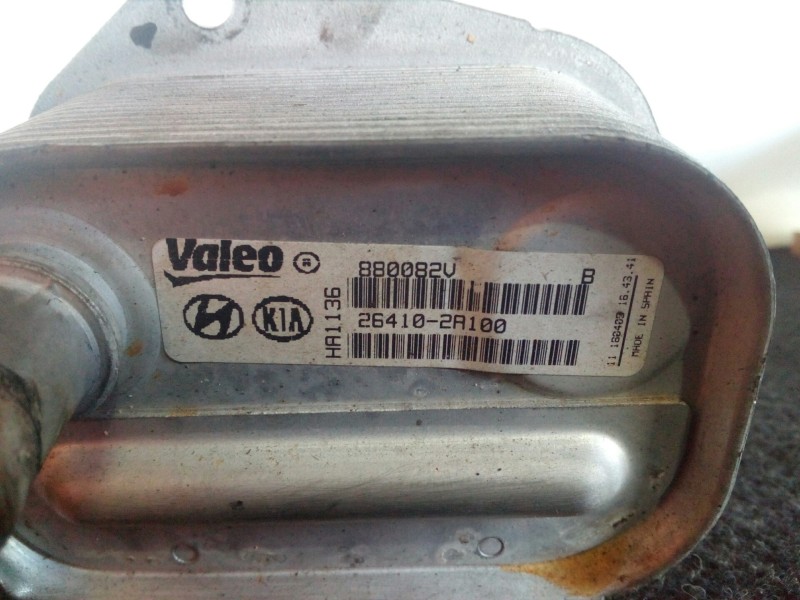 Valeo ® 880082V
B
KIA
HA1136
26410-2A100
11 180409 16.43.41
MADE IN SPAIN